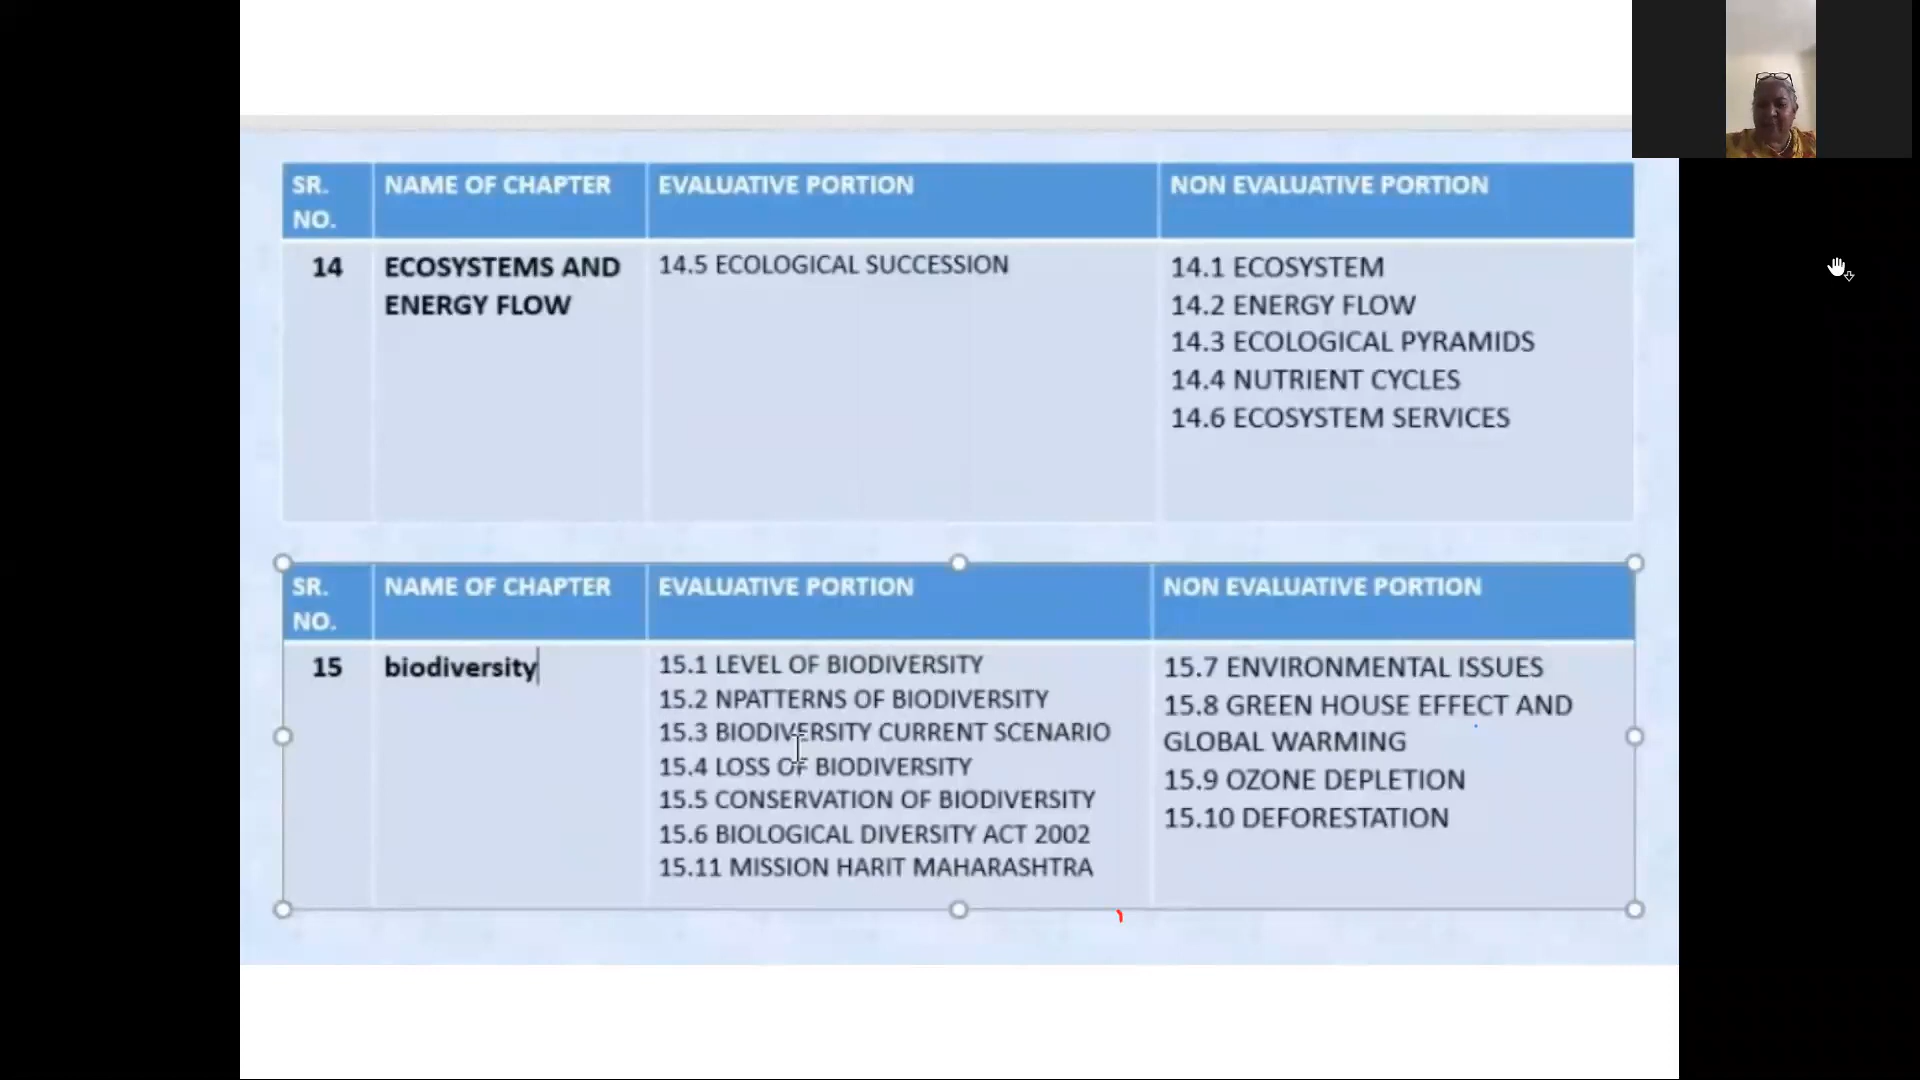 SR. NO. NAME OF CHAPTER EVALUATIVE PORTION NON EVALUATIVE PORTION
14 ECOSYSTEMS AND ENERGY FLOW 14.5 ECOLOGICAL SUCCESSION 14.1 ECOSYSTEM
14.2 ENERGY FLOW
14.3 ECOLOGICAL PYRAMIDS
14.4 NUTRIENT CYCLES
14.6 ECOSYSTEM SERVICES
SR. NO. NAME OF CHAPTER EVALUATIVE PORTION NON EVALUATIVE PORTION
15 biodiversity
15.1 LEVEL OF BIODIVERSITY
15.2 NPATTERNS OF BIODIVERSITY
15.3 BIODIVERSITY CURRENT SCENARIO
15.4 LOSS OF BIODIVERSITY
15.5 CONSERVATION OF BIODIVERSITY
15.6 BIOLOGICAL DIVERSITY ACT 2002
15.11 MISSION HARIT MAHARASHTRA
15.7 ENVIRONMENTAL ISSUES
15.8 GREEN HOUSE EFFECT AND
GLOBAL WARMING
15.9 OZONE DEPLETION
15.10 DEFORESTATION